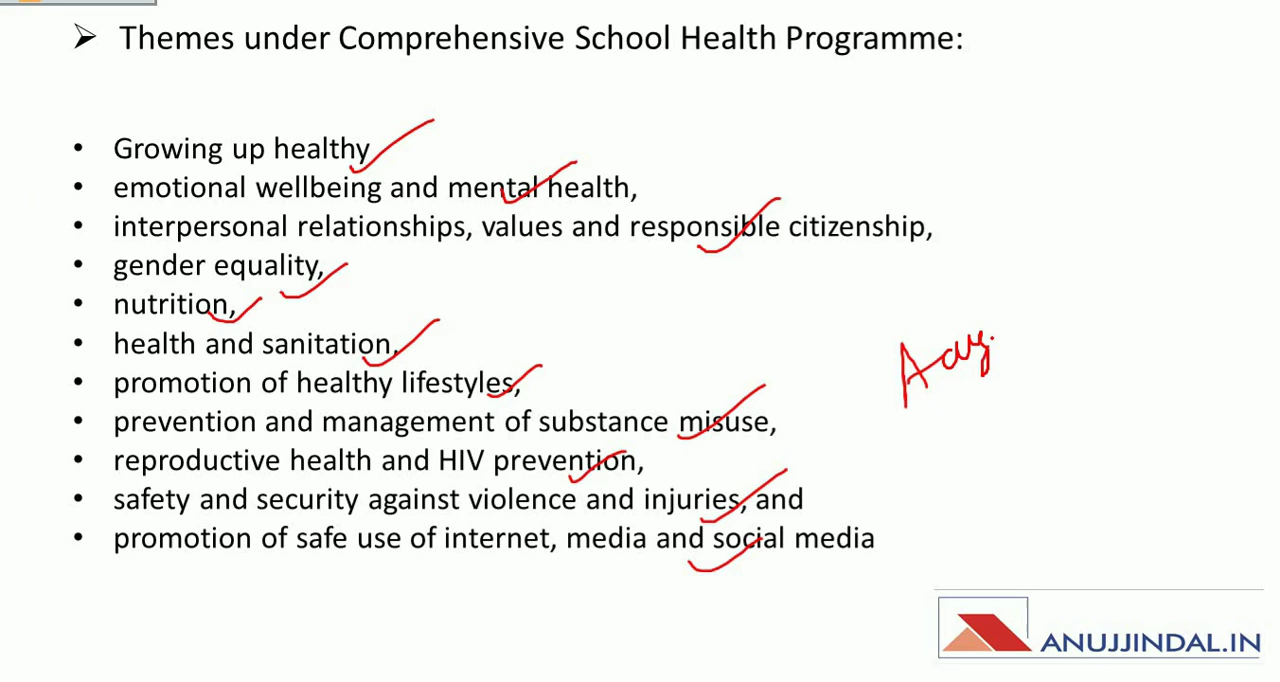 ➢ Themes under Comprehensive School Health Programme:
• Growing up healthy
• emotional wellbeing and mental health,
• interpersonal relationships, values and responsible citizenship,
• gender equality,
• nutrition,
• health and sanitation,
• promotion of healthy lifestyles,
• prevention and management of substance misuse,
• reproductive health and HIV prevention,
• safety and security against violence and injuries, and
• promotion of safe use of internet, media and social media
ANUJJINDAL.IN